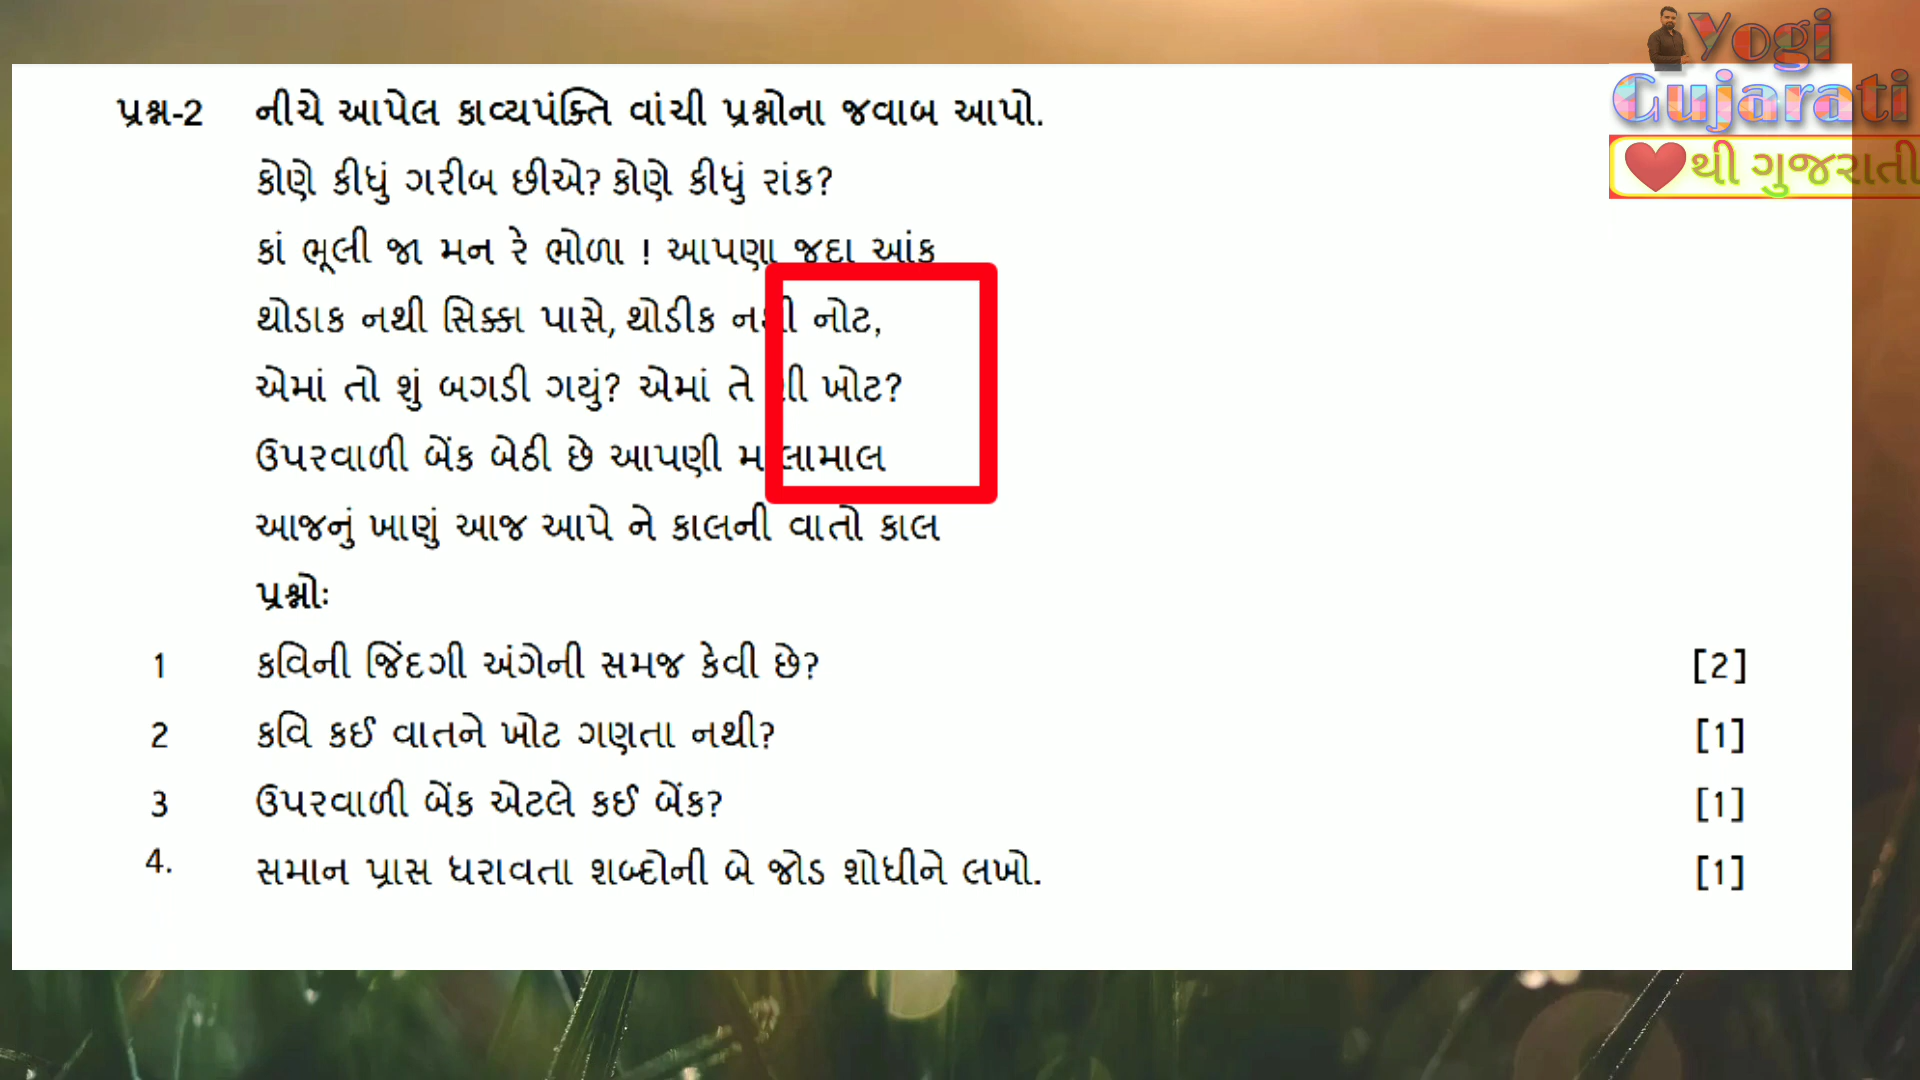 Yogi
Gujarati
થી ગુજરાતી
પ્રશ્ન-2 નીચે આપેલ કાવ્યપંક્તિ વાંચી પ્રશ્નોના જવાબ આપો.
કોણે કીધું ગરીબ છીએ? કોણે કીધું રાંક?
કાં ભૂલી જા મન રે ભોળા ! આપણા જુદા આંક
થોડાક નથી સિક્કા પાસે, થોડીક નથી નોટ,
એમાં તો શું બગડી ગયું? એમાં તે શી ખોટ?
ઉપરવાળી બેંક બેઠી છે આપણી માલામાલ
આજનું ખાણું આજ આપે ને કાલની વાતો કાલ
પ્રશ્નોઃ
1 કવિની જિંદગી અંગેની સમજ કેવી છે? [2]
2 કવિ કઈ વાતને ખોટ ગણતા નથી? [1]
3 ઉપરવાળી બેંક એટલે કઈ બેંક? [1]
4. સમાન પ્રાસ ધરાવતા શબ્દોની બે જોડ શોધીને લખો. [1]